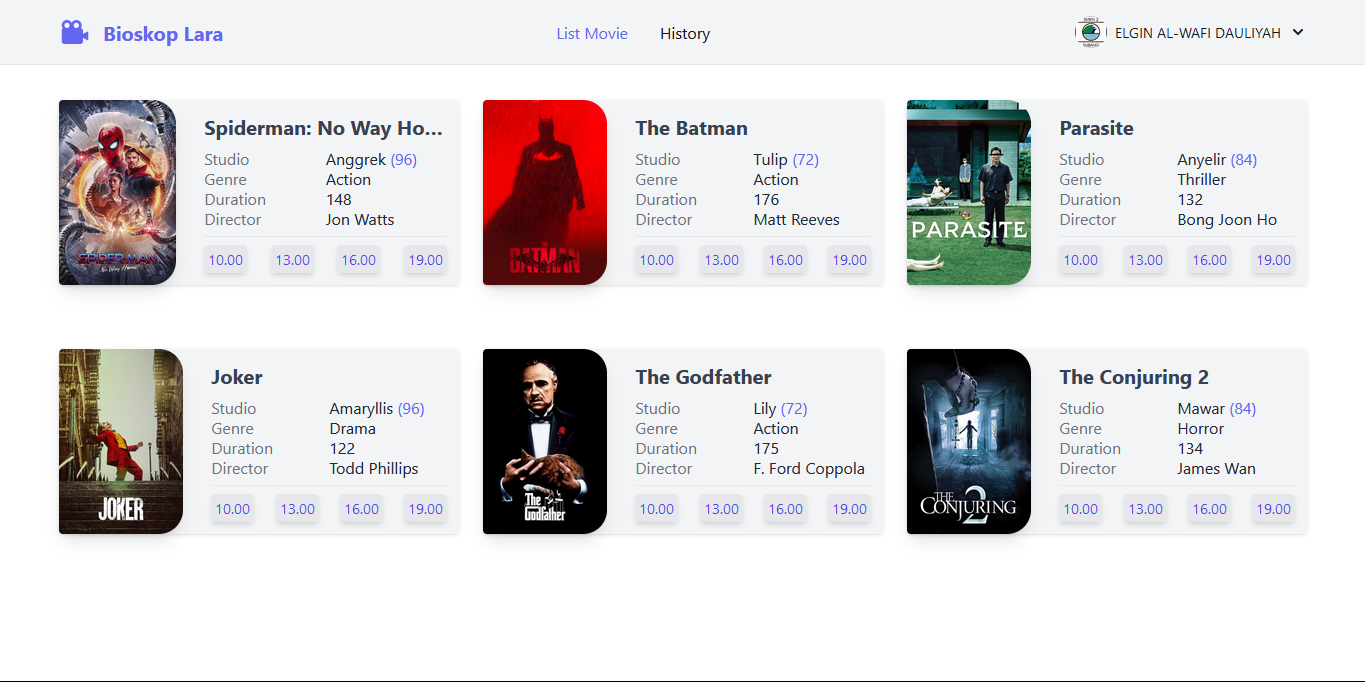 Bioskop Lara
List Movie
History
SMKN 2
SUBANG
ELGIN AL-WAFI DAULIYAH
SPIDER-MAN
No Way Home
Spiderman: No Way Ho...
Studio Anggrek (96)
Genre Action
Duration 148
Director Jon Watts
10.00 13.00 16.00 19.00
THE
BATMAN
The Batman
Studio Tulip (72)
Genre Action
Duration 176
Director Matt Reeves
10.00 13.00 16.00 19.00
PARASITE
Parasite
Studio Anyelir (84)
Genre Thriller
Duration 132
Director Bong Joon Ho
10.00 13.00 16.00 19.00
JOKER
Joker
Studio Amaryllis (96)
Genre Drama
Duration 122
Director Todd Phillips
10.00 13.00 16.00 19.00
The
Godfather
The Godfather
Studio Lily (72)
Genre Action
Duration 175
Director F. Ford Coppola
10.00 13.00 16.00 19.00
THE
CONJURING
2
The Conjuring 2
Studio Mawar (84)
Genre Horror
Duration 134
Director James Wan
10.00 13.00 16.00 19.00